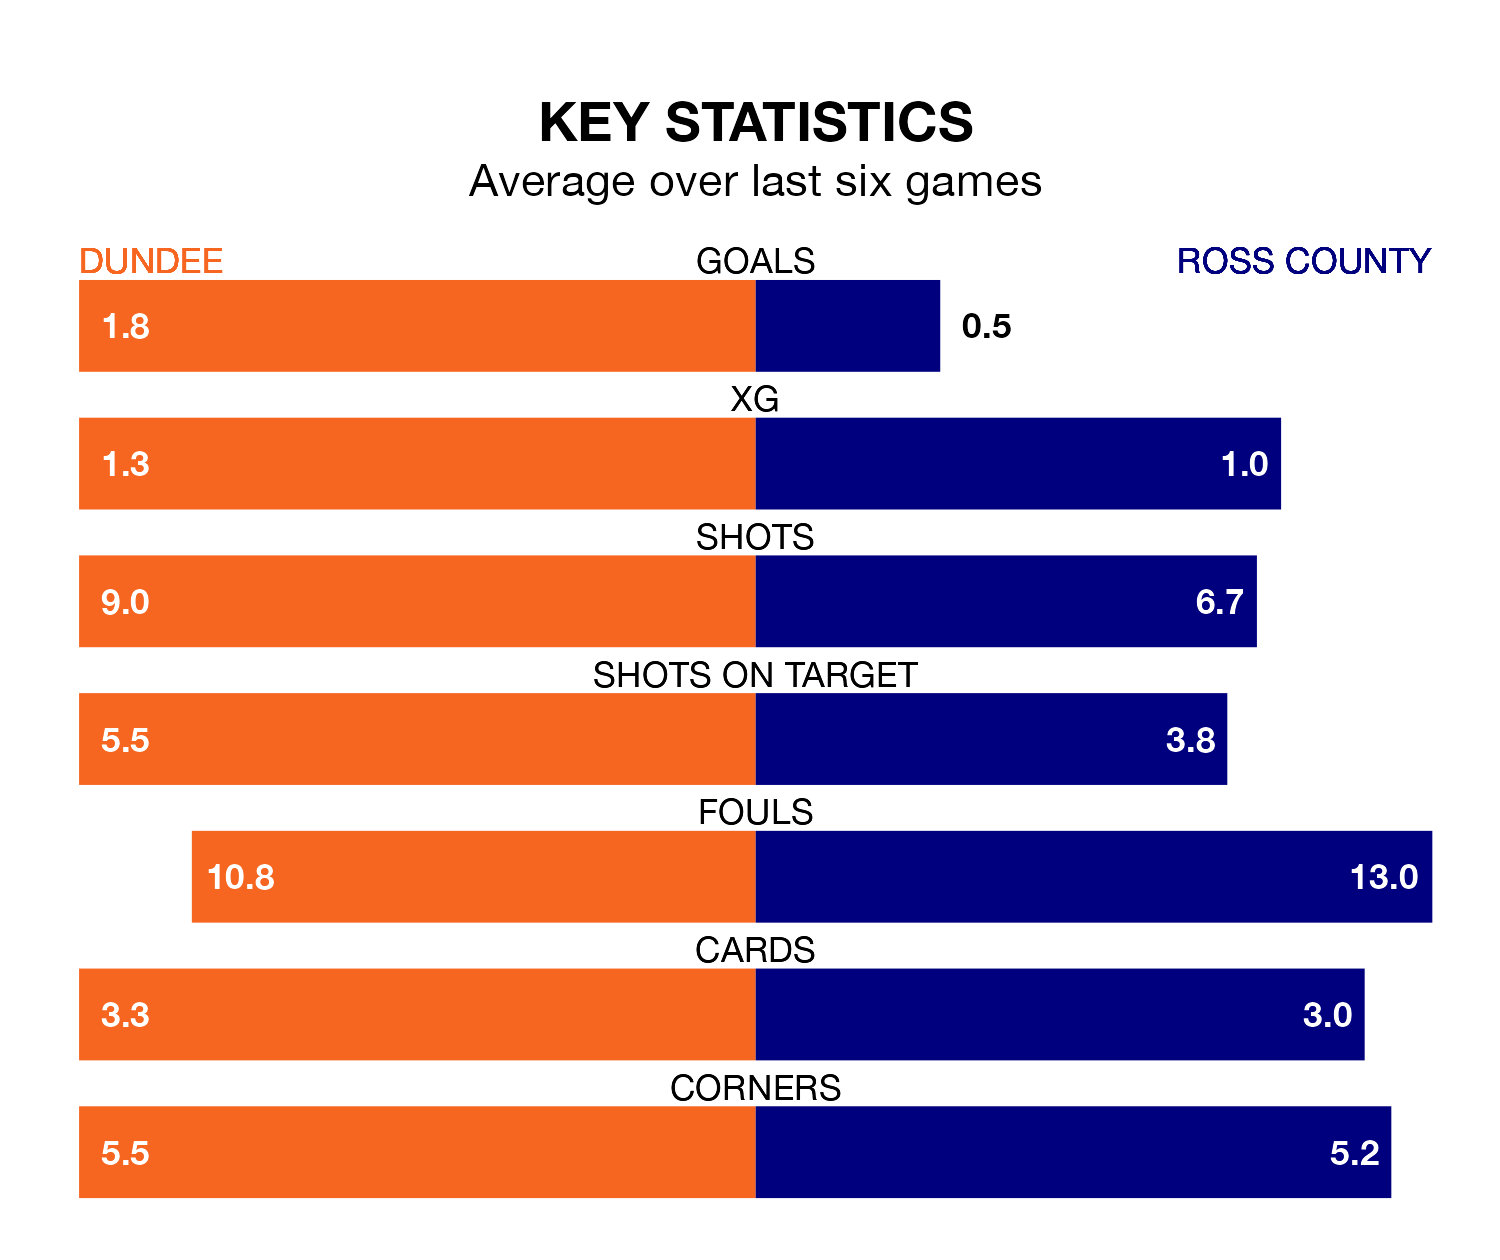 KEY STATISTICS
Average over last six games
DUNDEE GOALS ROSS COUNTY
1.8 0.5
XG
1.3 1.0
SHOTS
9.0 6.7
SHOTS ON TARGET
5.5 3.8
FOULS
10.8 13.0
CARDS
3.3 3.0
CORNERS
5.5 5.2